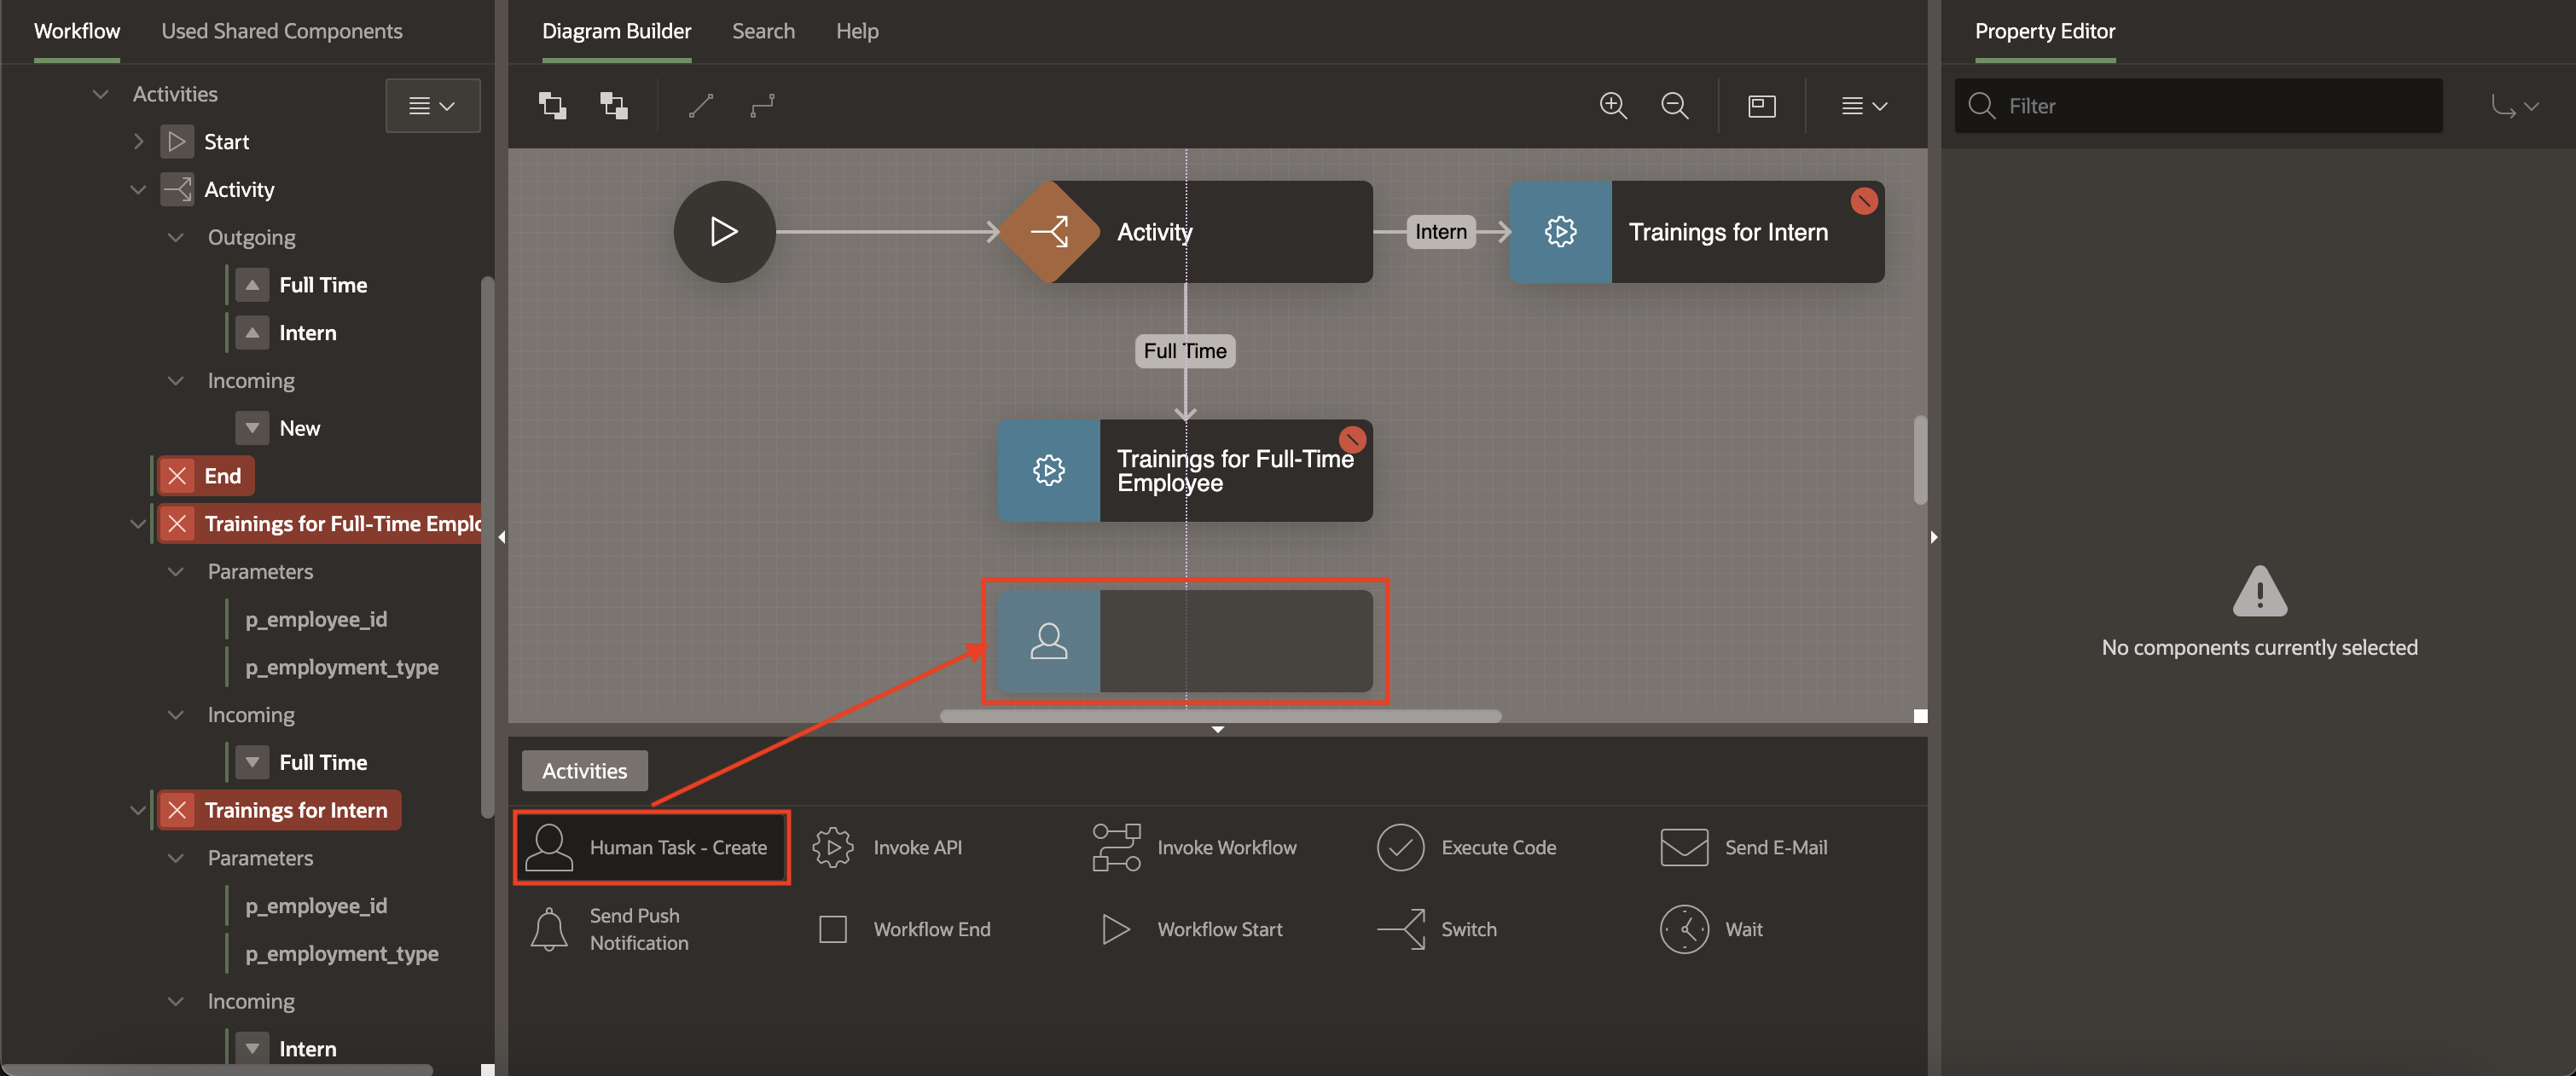 Workflow
Used Shared Components
Activities
Start
Activity
Outgoing
Full Time
Intern
Incoming
New
End
Trainings for Full-Time Emplo
Parameters
p_employee_id
p_employment_type
Incoming
Full Time
Trainings for Intern
Parameters
p_employee_id
p_employment_type
Incoming
Intern
Diagram Builder
Search
Help
Activity
Intern
Trainings for Intern
Full Time
Trainings for Full-Time
Employee
Activities
Human Task - Create
Invoke API
Invoke Workflow
Execute Code
Send E-Mail
Send Push
Notification
Workflow End
Workflow Start
Switch
Wait
Property Editor
Filter
No components currently selected